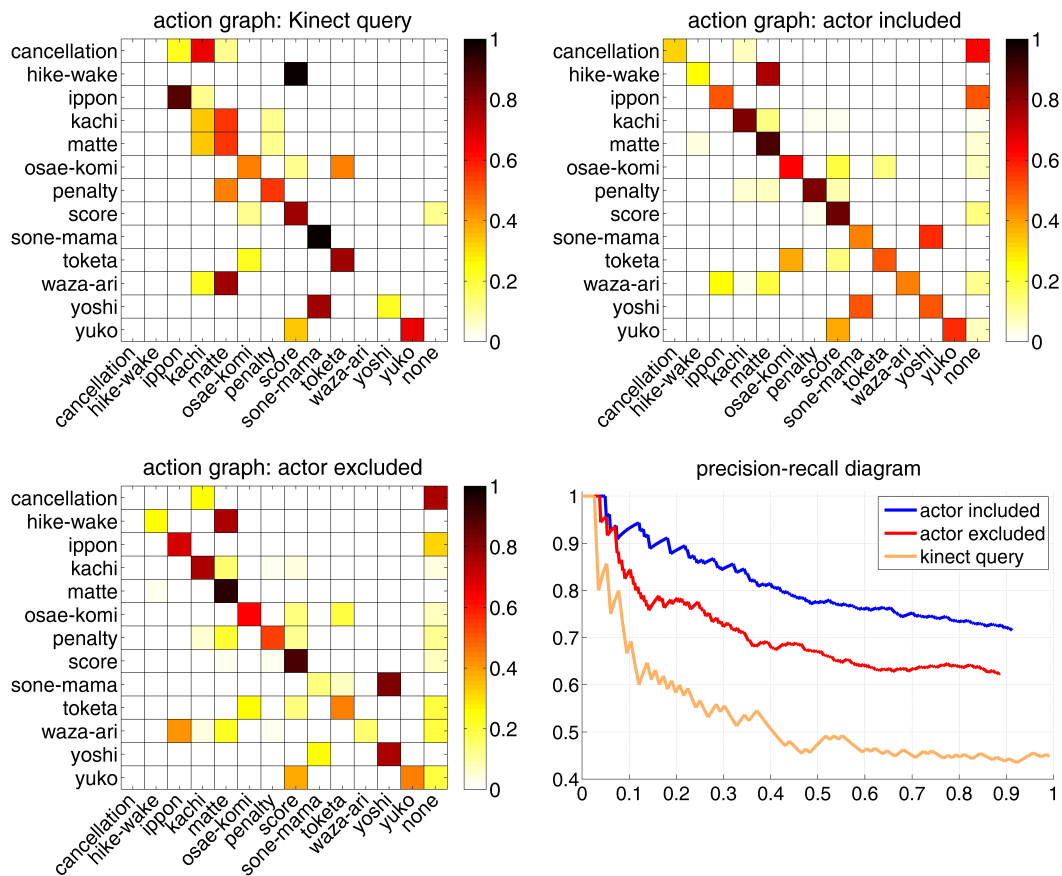 action graph: Kinect query
cancellation
hike-wake
ippon
kachi
matte
osae-komi
penalty
score
sone-mama
toketa
waza-ari
yoshi
yuko
cancellation
hike-wake
ippon
kachi
matte
osae-komi
penalty
score
sone-mama
toketa
waza-ari
yoshi
yuko
none
1
0.8
0.6
0.4
0.2
0
action graph: actor included
cancellation
hike-wake
ippon
kachi
matte
osae-komi
penalty
score
sone-mama
toketa
waza-ari
yoshi
yuko
cancellation
hike-wake
ippon
kachi
matte
osae-komi
penalty
score
sone-mama
toketa
waza-ari
yoshi
yuko
none
1
0.8
0.6
0.4
0.2
0
action graph: actor excluded
cancellation
hike-wake
ippon
kachi
matte
osae-komi
penalty
score
sone-mama
toketa
waza-ari
yoshi
yuko
cancellation
hike-wake
ippon
kachi
matte
osae-komi
penalty
score
sone-mama
toketa
waza-ari
yoshi
yuko
none
1
0.8
0.6
0.4
0.2
0
precision-recall diagram
1
0.9
0.8
0.7
0.6
0.5
0.4
0 0.1 0.2 0.3 0.4 0.5 0.6 0.7 0.8 0.9 1
actor included
actor excluded
kinect query